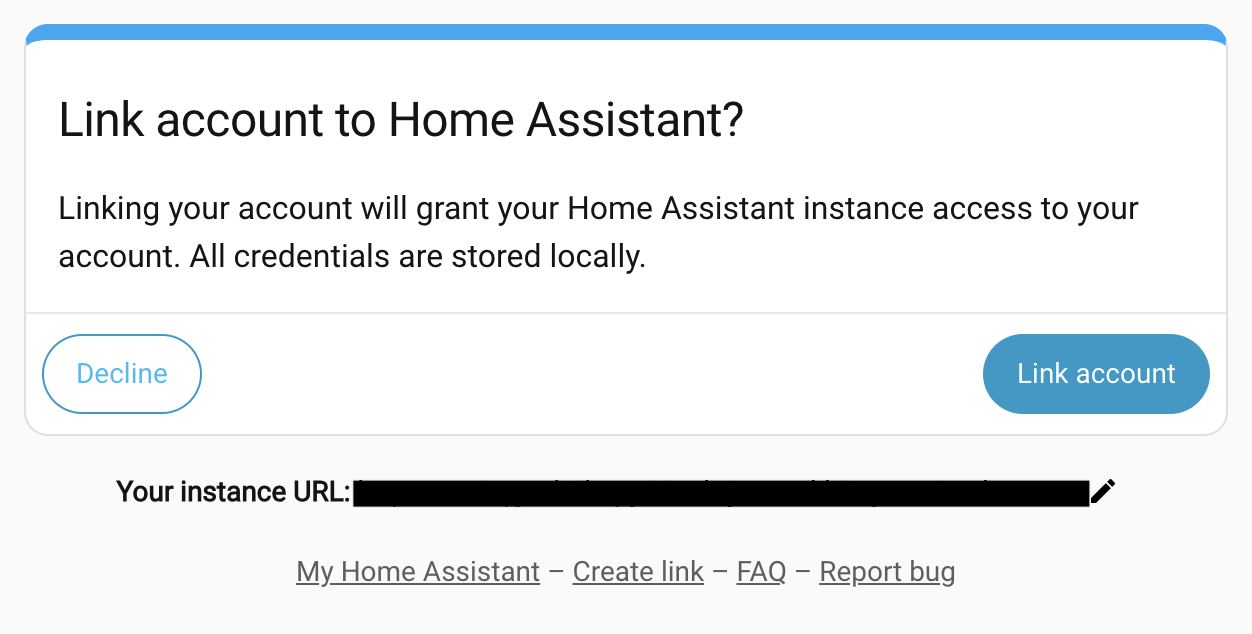 Link account to Home Assistant?
Linking your account will grant your Home Assistant instance access to your
account. All credentials are stored locally.
Decline
Link account
Your instance URL:
My Home Assistant – Create link – FAQ – Report bug